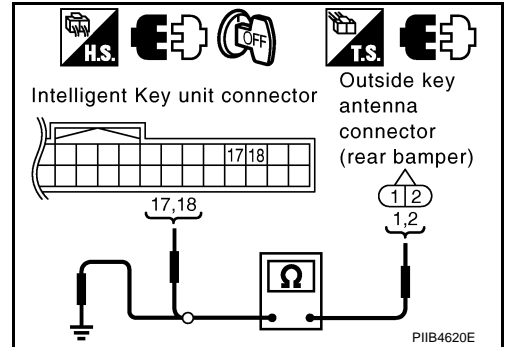 H.S.
OFF
T.S.
Intelligent Key unit connector
Outside key
antenna
connector
(rear bamper)
17 18
1 2
17,18
1,2
Ω
PIIB4620E